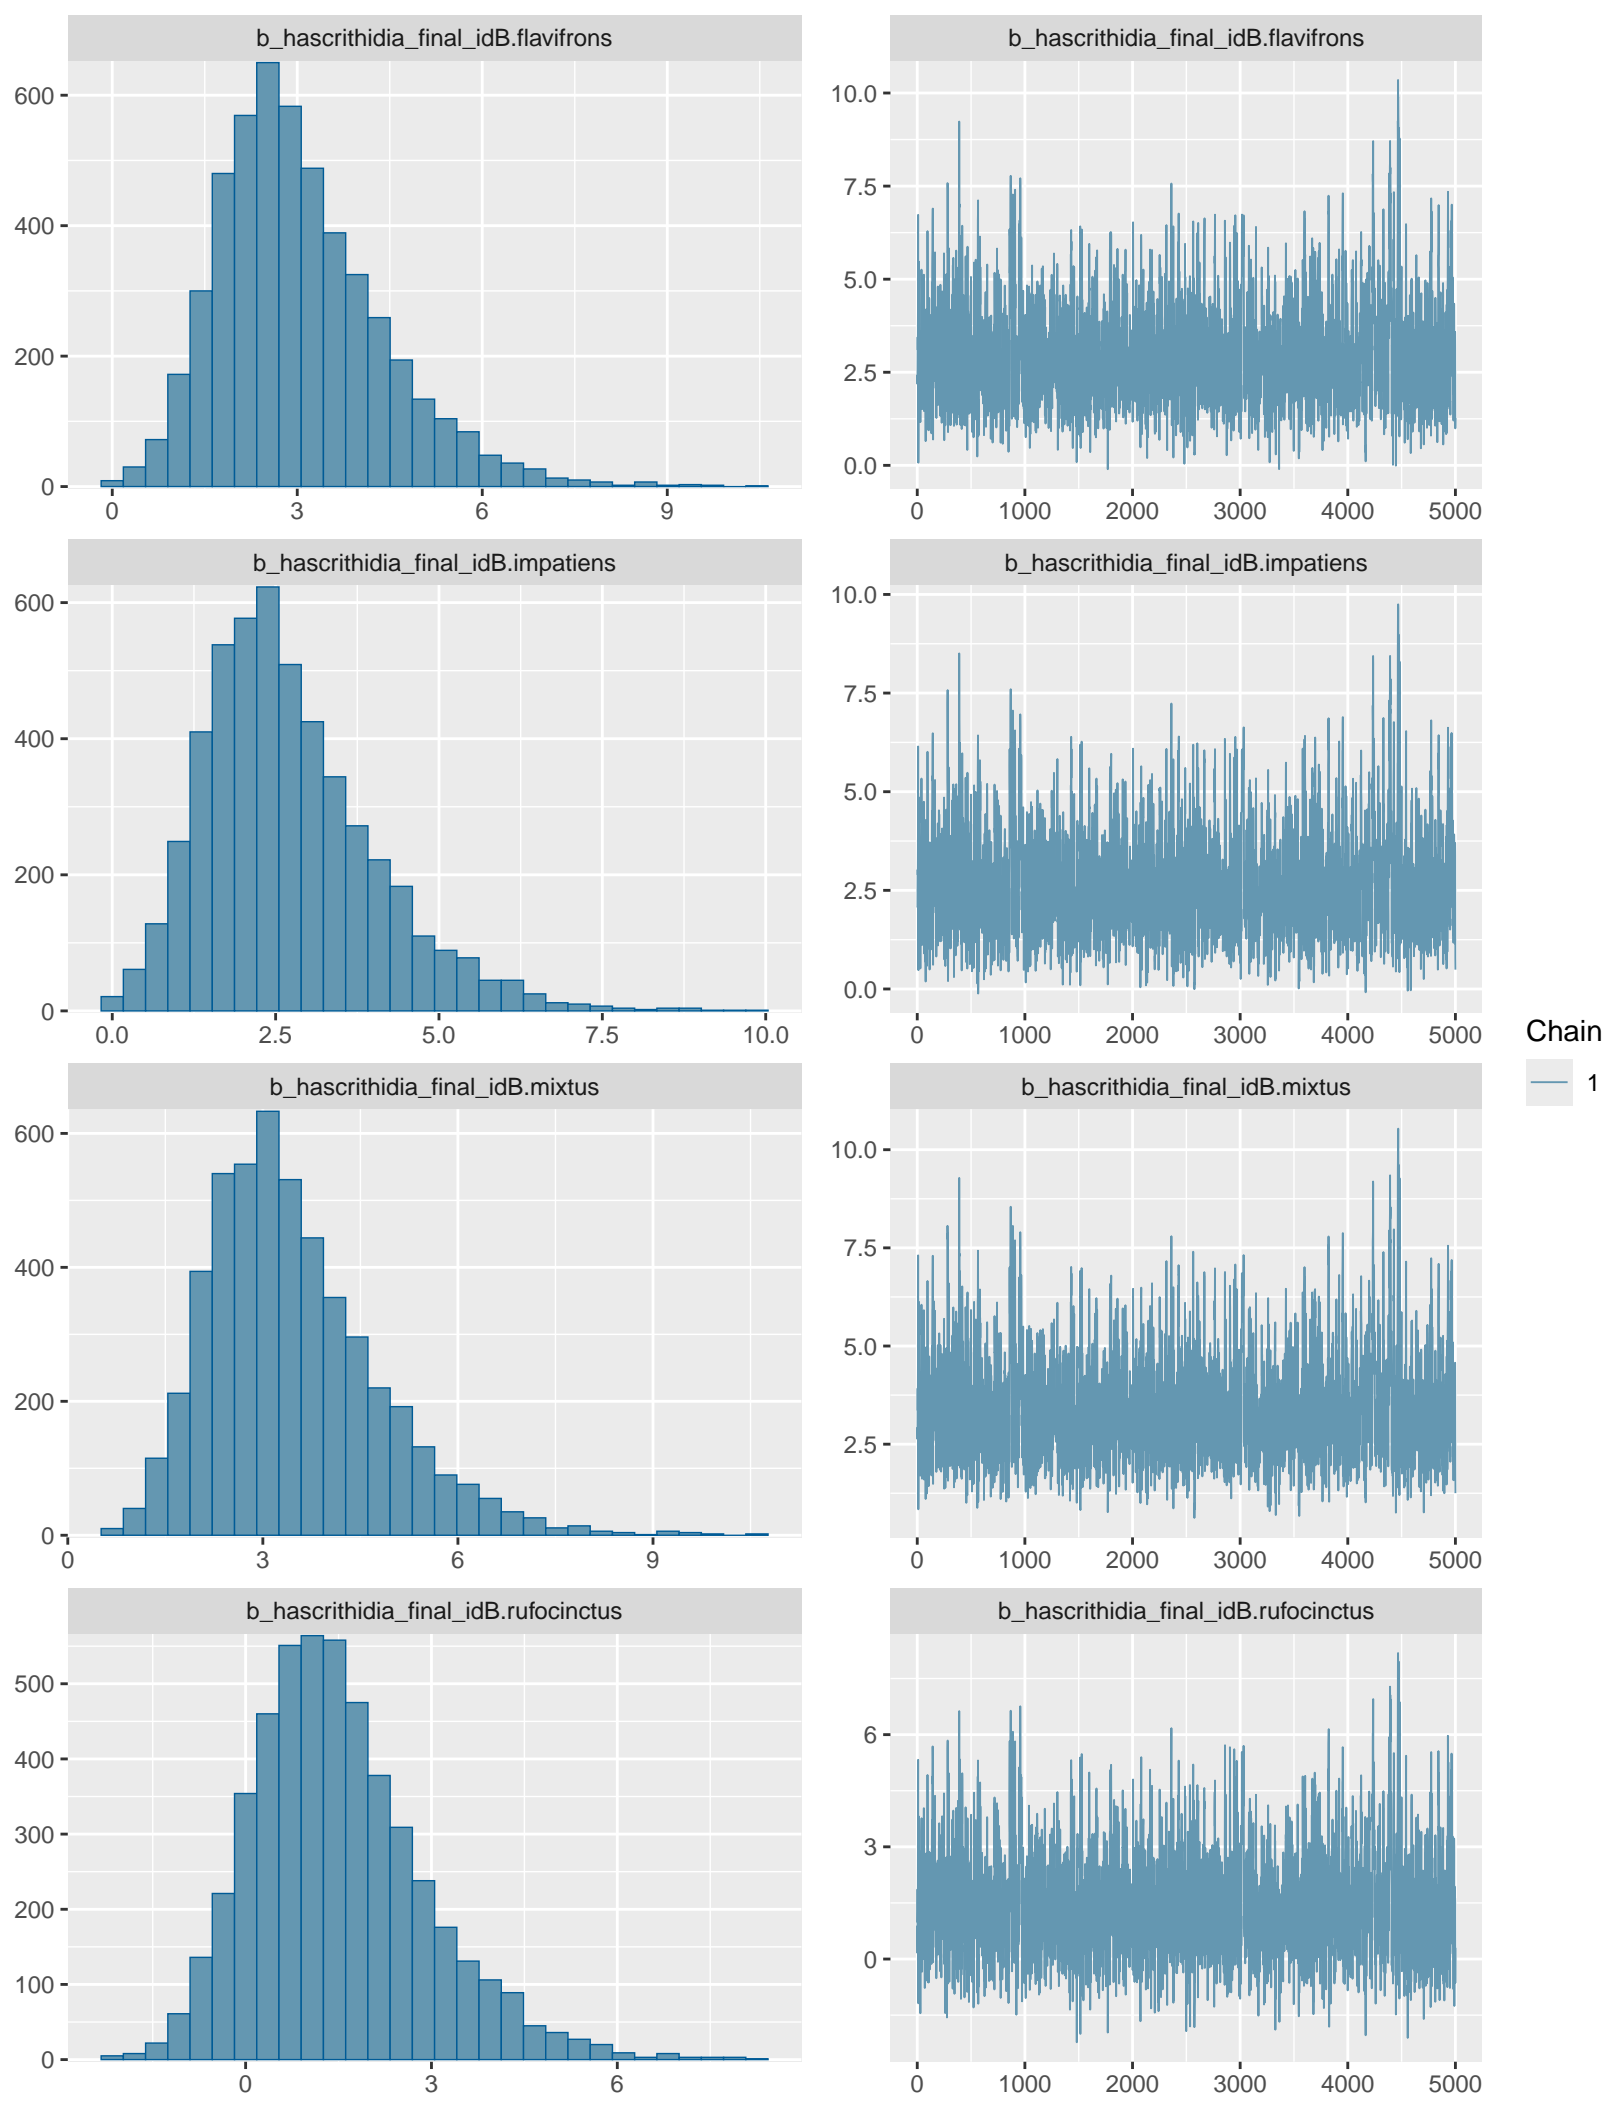 b_hascrithidia_final_idB.flavifrons
b_hascrithidia_final_idB.flavifrons
600
400
200
0
0 3 6 9
10.0
7.5
5.0
2.5
0.0
0 1000 2000 3000 4000 5000
b_hascrithidia_final_idB.impatiens
b_hascrithidia_final_idB.impatiens
600
400
200
0
0.0 2.5 5.0 7.5 10.0
10.0
7.5
5.0
2.5
0.0
0 1000 2000 3000 4000 5000
b_hascrithidia_final_idB.mixtus
b_hascrithidia_final_idB.mixtus
600
400
200
0
0 3 6 9
10.0
7.5
5.0
2.5
0 1000 2000 3000 4000 5000
b_hascrithidia_final_idB.rufocinctus
b_hascrithidia_final_idB.rufocinctus
500
400
300
200
100
0
0 3 6
6
3
0
0 1000 2000 3000 4000 5000
Chain
1